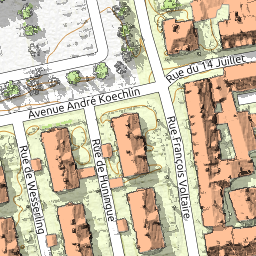 Rue du 14 Juillet
Avenue André Koechlin
Rue de Wesserling
Rue de Huningue
Rue François Voltaire